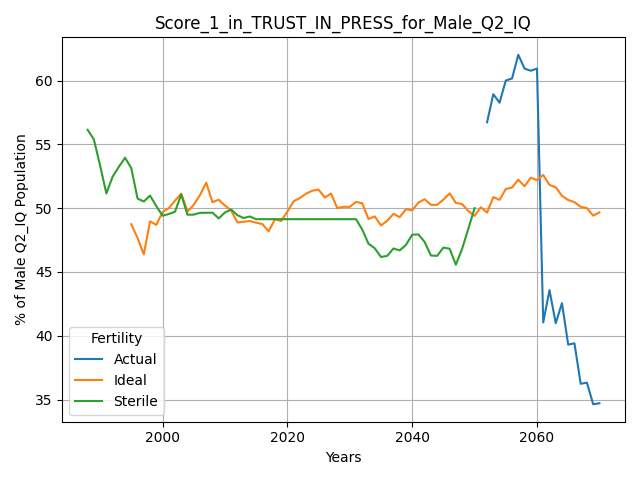 Score_1_in_TRUST_IN_PRESS_for_Male_Q2_IQ
% of Male Q2_IQ Population
60
55
50
45
40
35
Fertility
Actual
Ideal
Sterile
2000
2020
2040
2060
Years